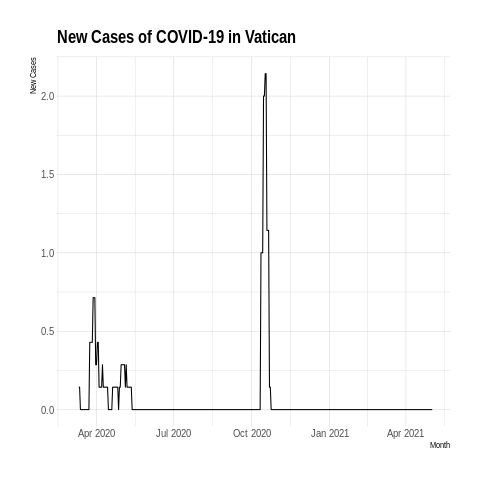 New Cases of COVID-19 in Vatican
New Cases
2.0
1.5
1.0
0.5
0.0
Apr 2020 Jul 2020 Oct 2020 Jan 2021 Apr 2021
Month